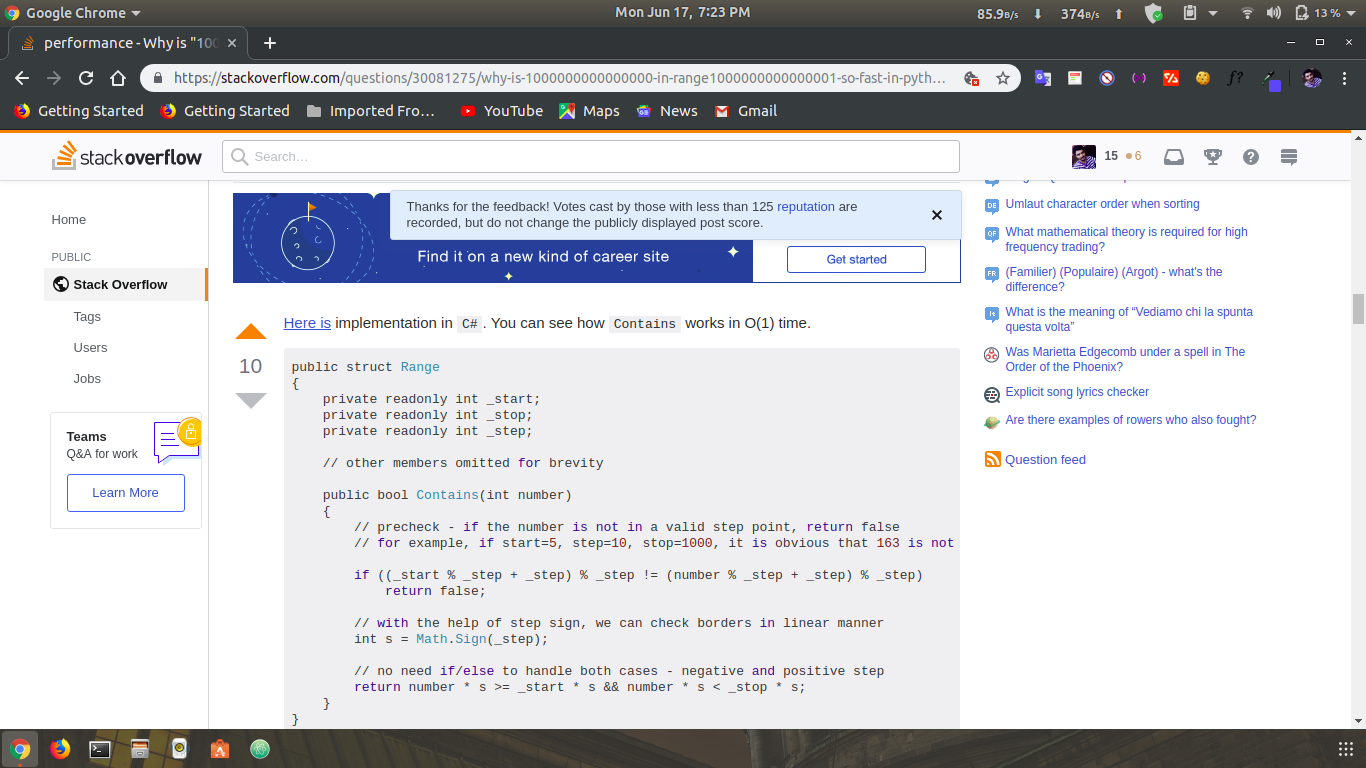 Google Chrome
Mon Jun 17, 7:23 PM
85.9B/s
374B/s
13 %
performance - Why is "100
https://stackoverflow.com/questions/30081275/why-is-1000000000000000-in-range1000000000000001-so-fast-in-pyth...
Getting Started
Getting Started
Imported Fro...
YouTube
Maps
News
Gmail
stackoverflow
Search...
15
6
Home
PUBLIC
Stack Overflow
Tags
Users
Jobs
Teams
Q&A for work
Learn More
Thanks for the feedback! Votes cast by those with less than 125 reputation are
recorded, but do not change the publicly displayed post score.
Find it on a new kind of career site
Get started
10
Here is implementation in C# . You can see how Contains works in O(1) time.
public struct Range
{
    private readonly int _start;
    private readonly int _stop;
    private readonly int _step;
    // other members omitted for brevity
    public bool Contains(int number)
    {
        // precheck - if the number is not in a valid step point, return false
        // for example, if start=5, step=10, stop=1000, it is obvious that 163 is not
        if ((_start % _step + _step) % _step != (number % _step + _step) % _step)
            return false;
        // with the help of step sign, we can check borders in linear manner
        int s = Math.Sign(_step);
        // no need if/else to handle both cases - negative and positive step
        return number * s >= _start * s && number * s < _stop * s;
    }
}
DE
Umlaut character order when sorting
QF
What mathematical theory is required for high
frequency trading?
FR
(Familier) (Populaire) (Argot) - what's the
difference?
It
What is the meaning of “Vediamo chi la spunta
questa volta”
Was Marietta Edgecomb under a spell in The
Order of the Phoenix?
Explicit song lyrics checker
Are there examples of rowers who also fought?
Question feed